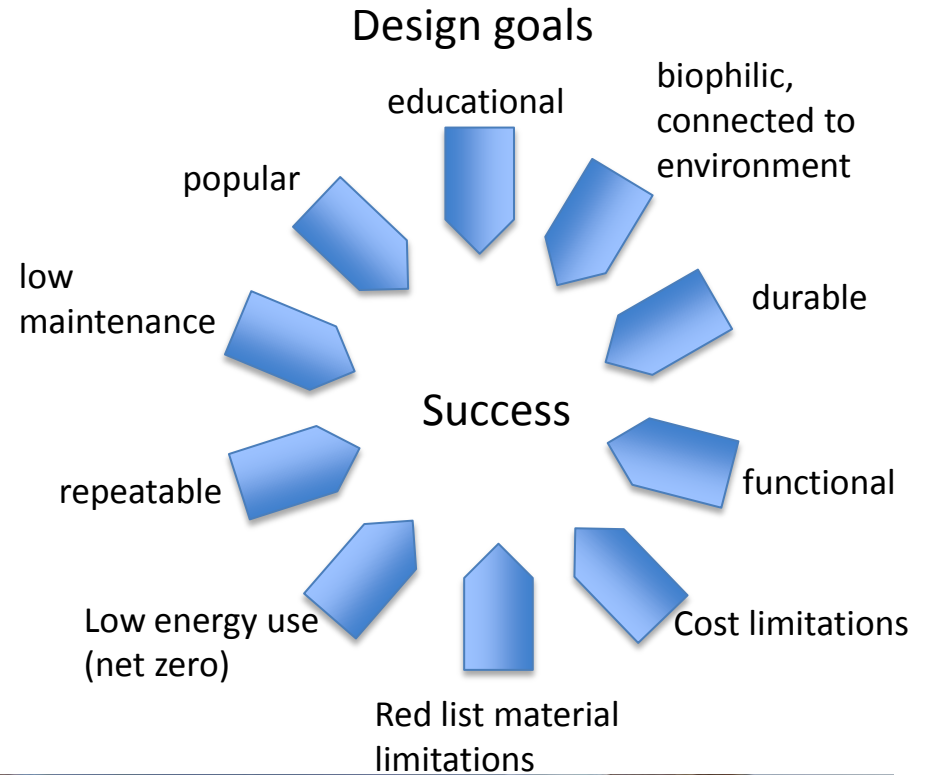 Design goals
educational
biophilic,
connected to
environment
popular
durable
low
maintenance
Success
functional
repeatable
Low energy use
(net zero)
Cost limitations
Red list material
limitations